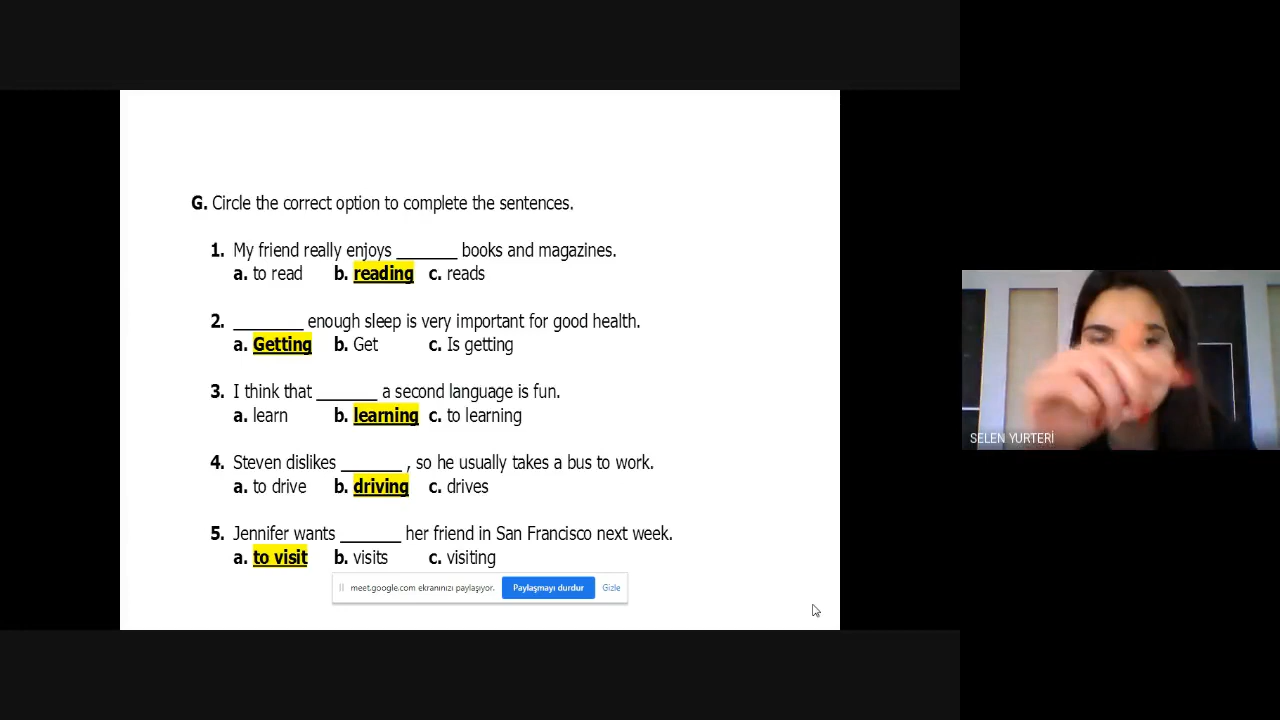 G. Circle the correct option to complete the sentences.
1. My friend really enjoys _______ books and magazines.
a. to read b. reading c. reads
2. ________ enough sleep is very important for good health.
a. Getting b. Get c. Is getting
3. I think that _______ a second language is fun.
a. learn b. learning c. to learning
4. Steven dislikes _______ , so he usually takes a bus to work.
a. to drive b. driving c. drives
5. Jennifer wants _______ her friend in San Francisco next week.
a. to visit b. visits c. visiting
meet.google.com ekranınızı paylaşıyor. Paylaşmayı durdur Gizle
SELEN YURTERİ